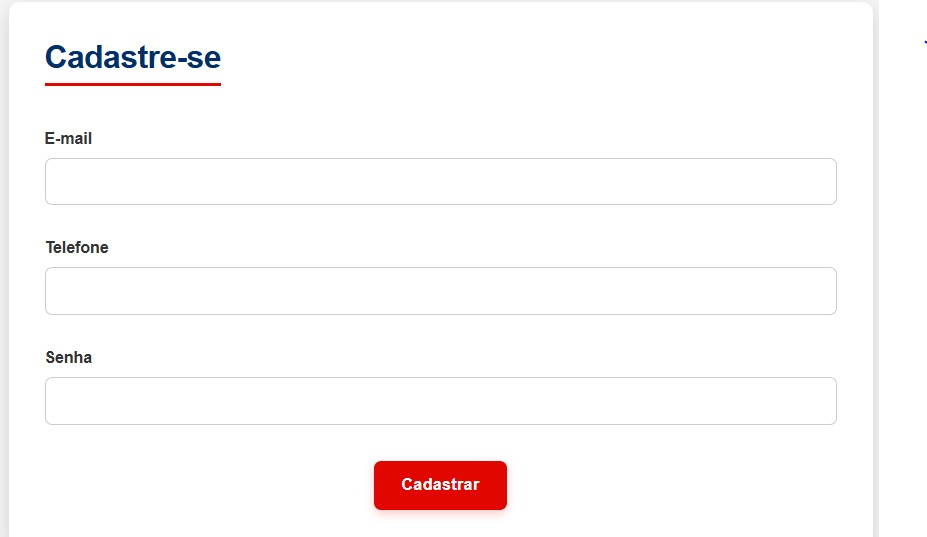 Cadastre-se
E-mail
Telefone
Senha
Cadastrar